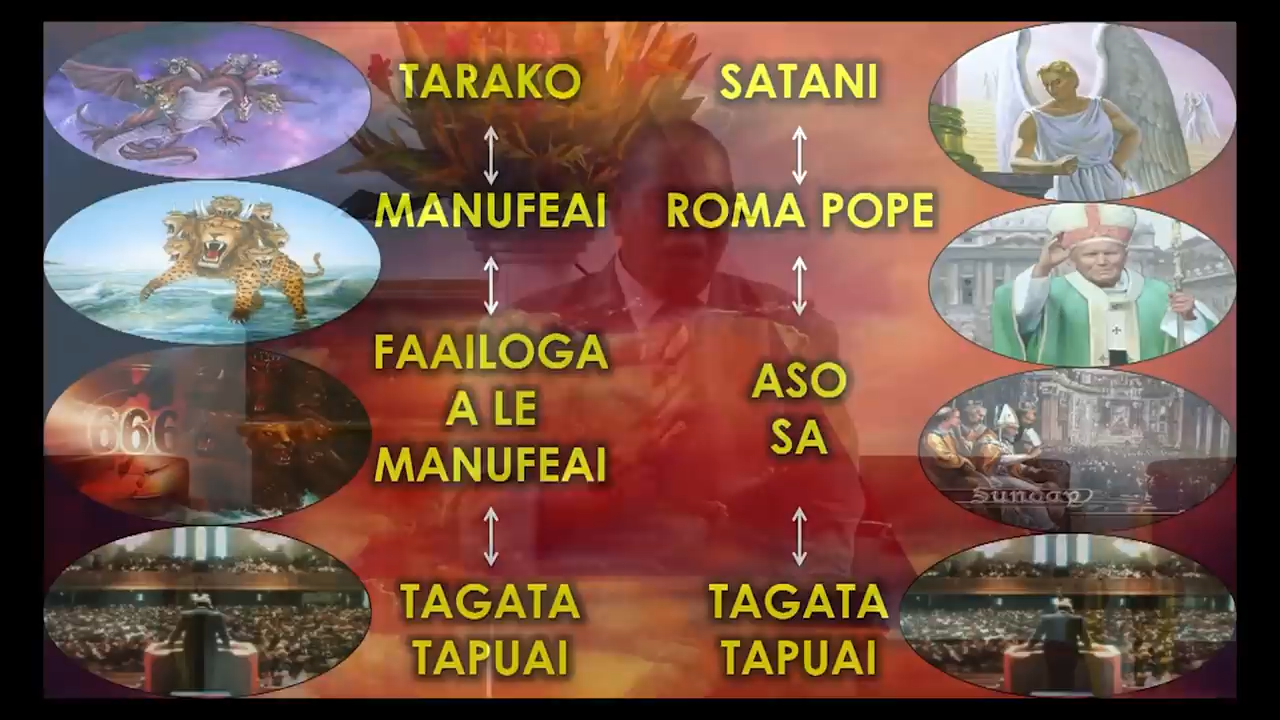 TARAKO
SATANI
MANUFEAI
ROMA POPE
FAAILOGA
A LE
MANUFEAI
666
ASO
SA
Sunday
TAGATA
TAPUAI
TAGATA
TAPUAI